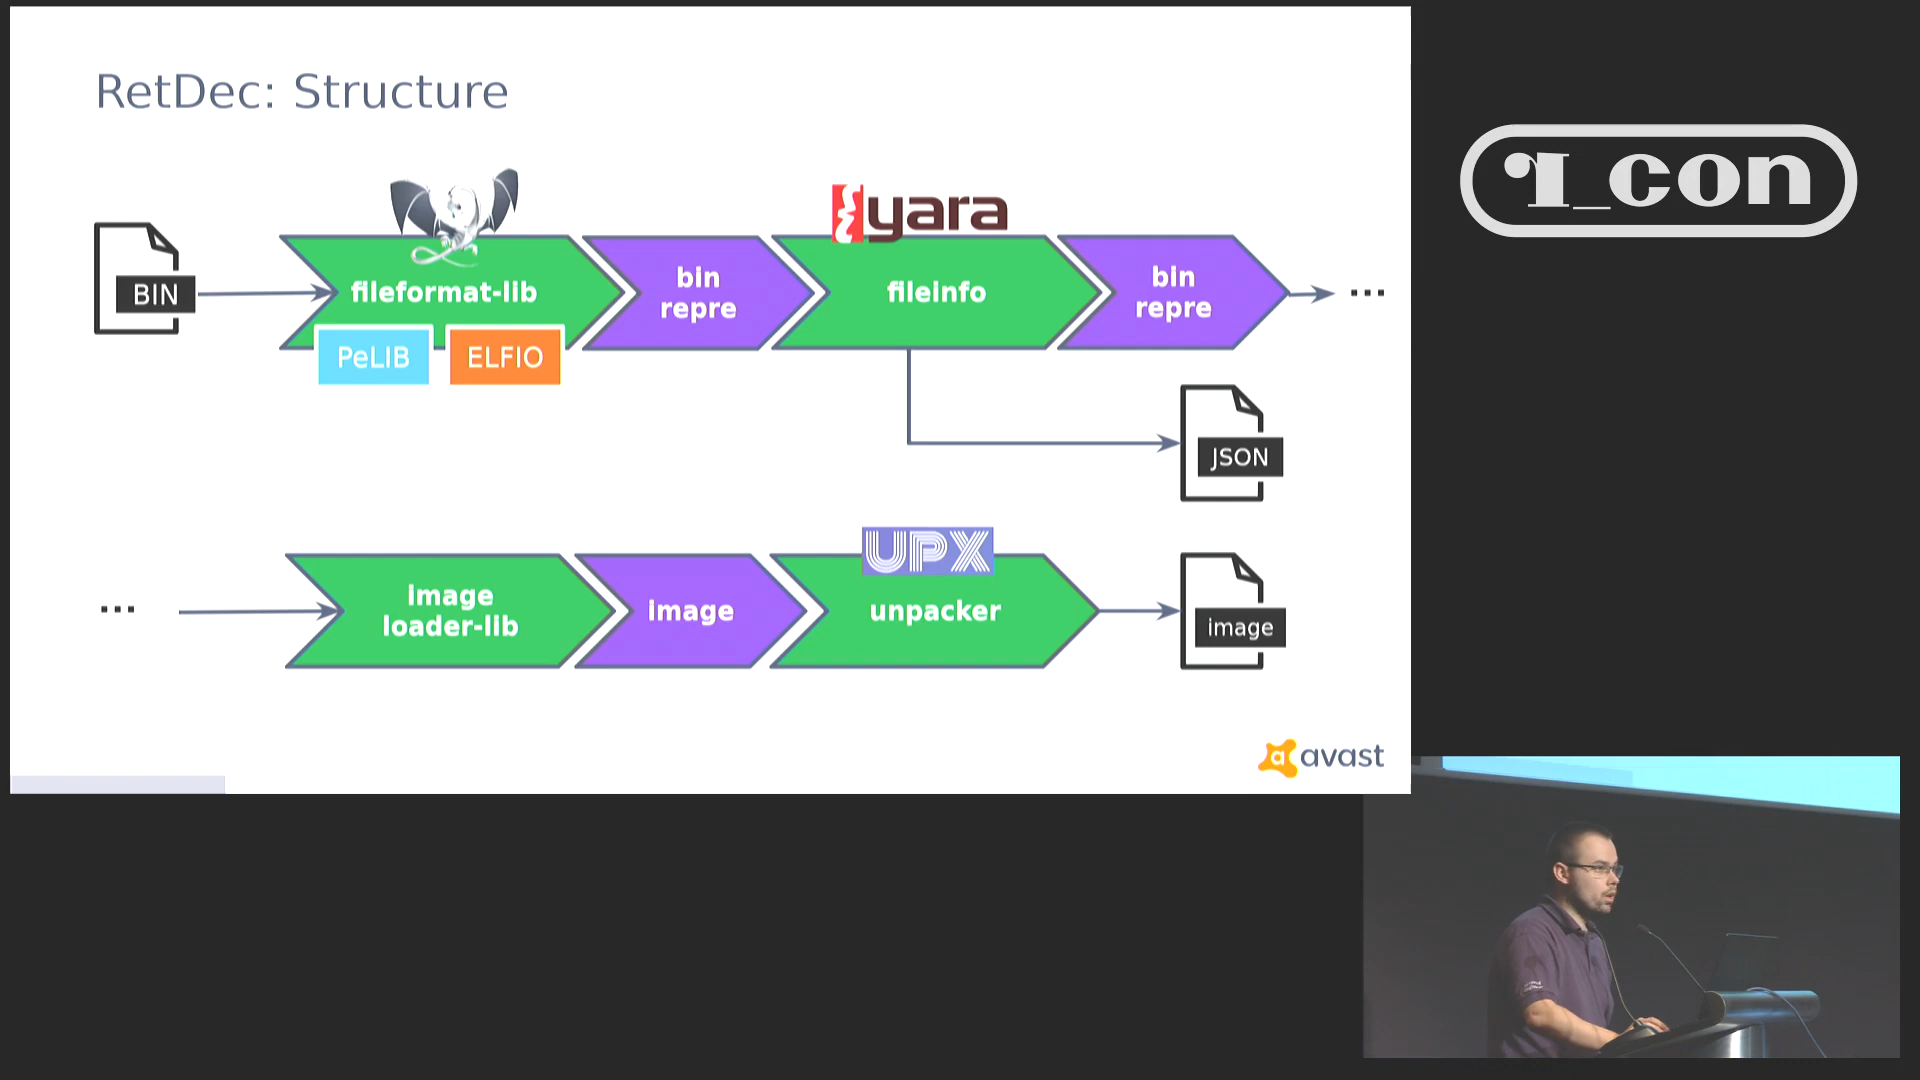 RetDec: Structure
yara
BIN
fileformat-lib
bin
repre
fileinfo
bin
repre
...
PeLIB
ELFIO
JSON
UPX
...
image
loader-lib
image
unpacker
image
a avast
r_con